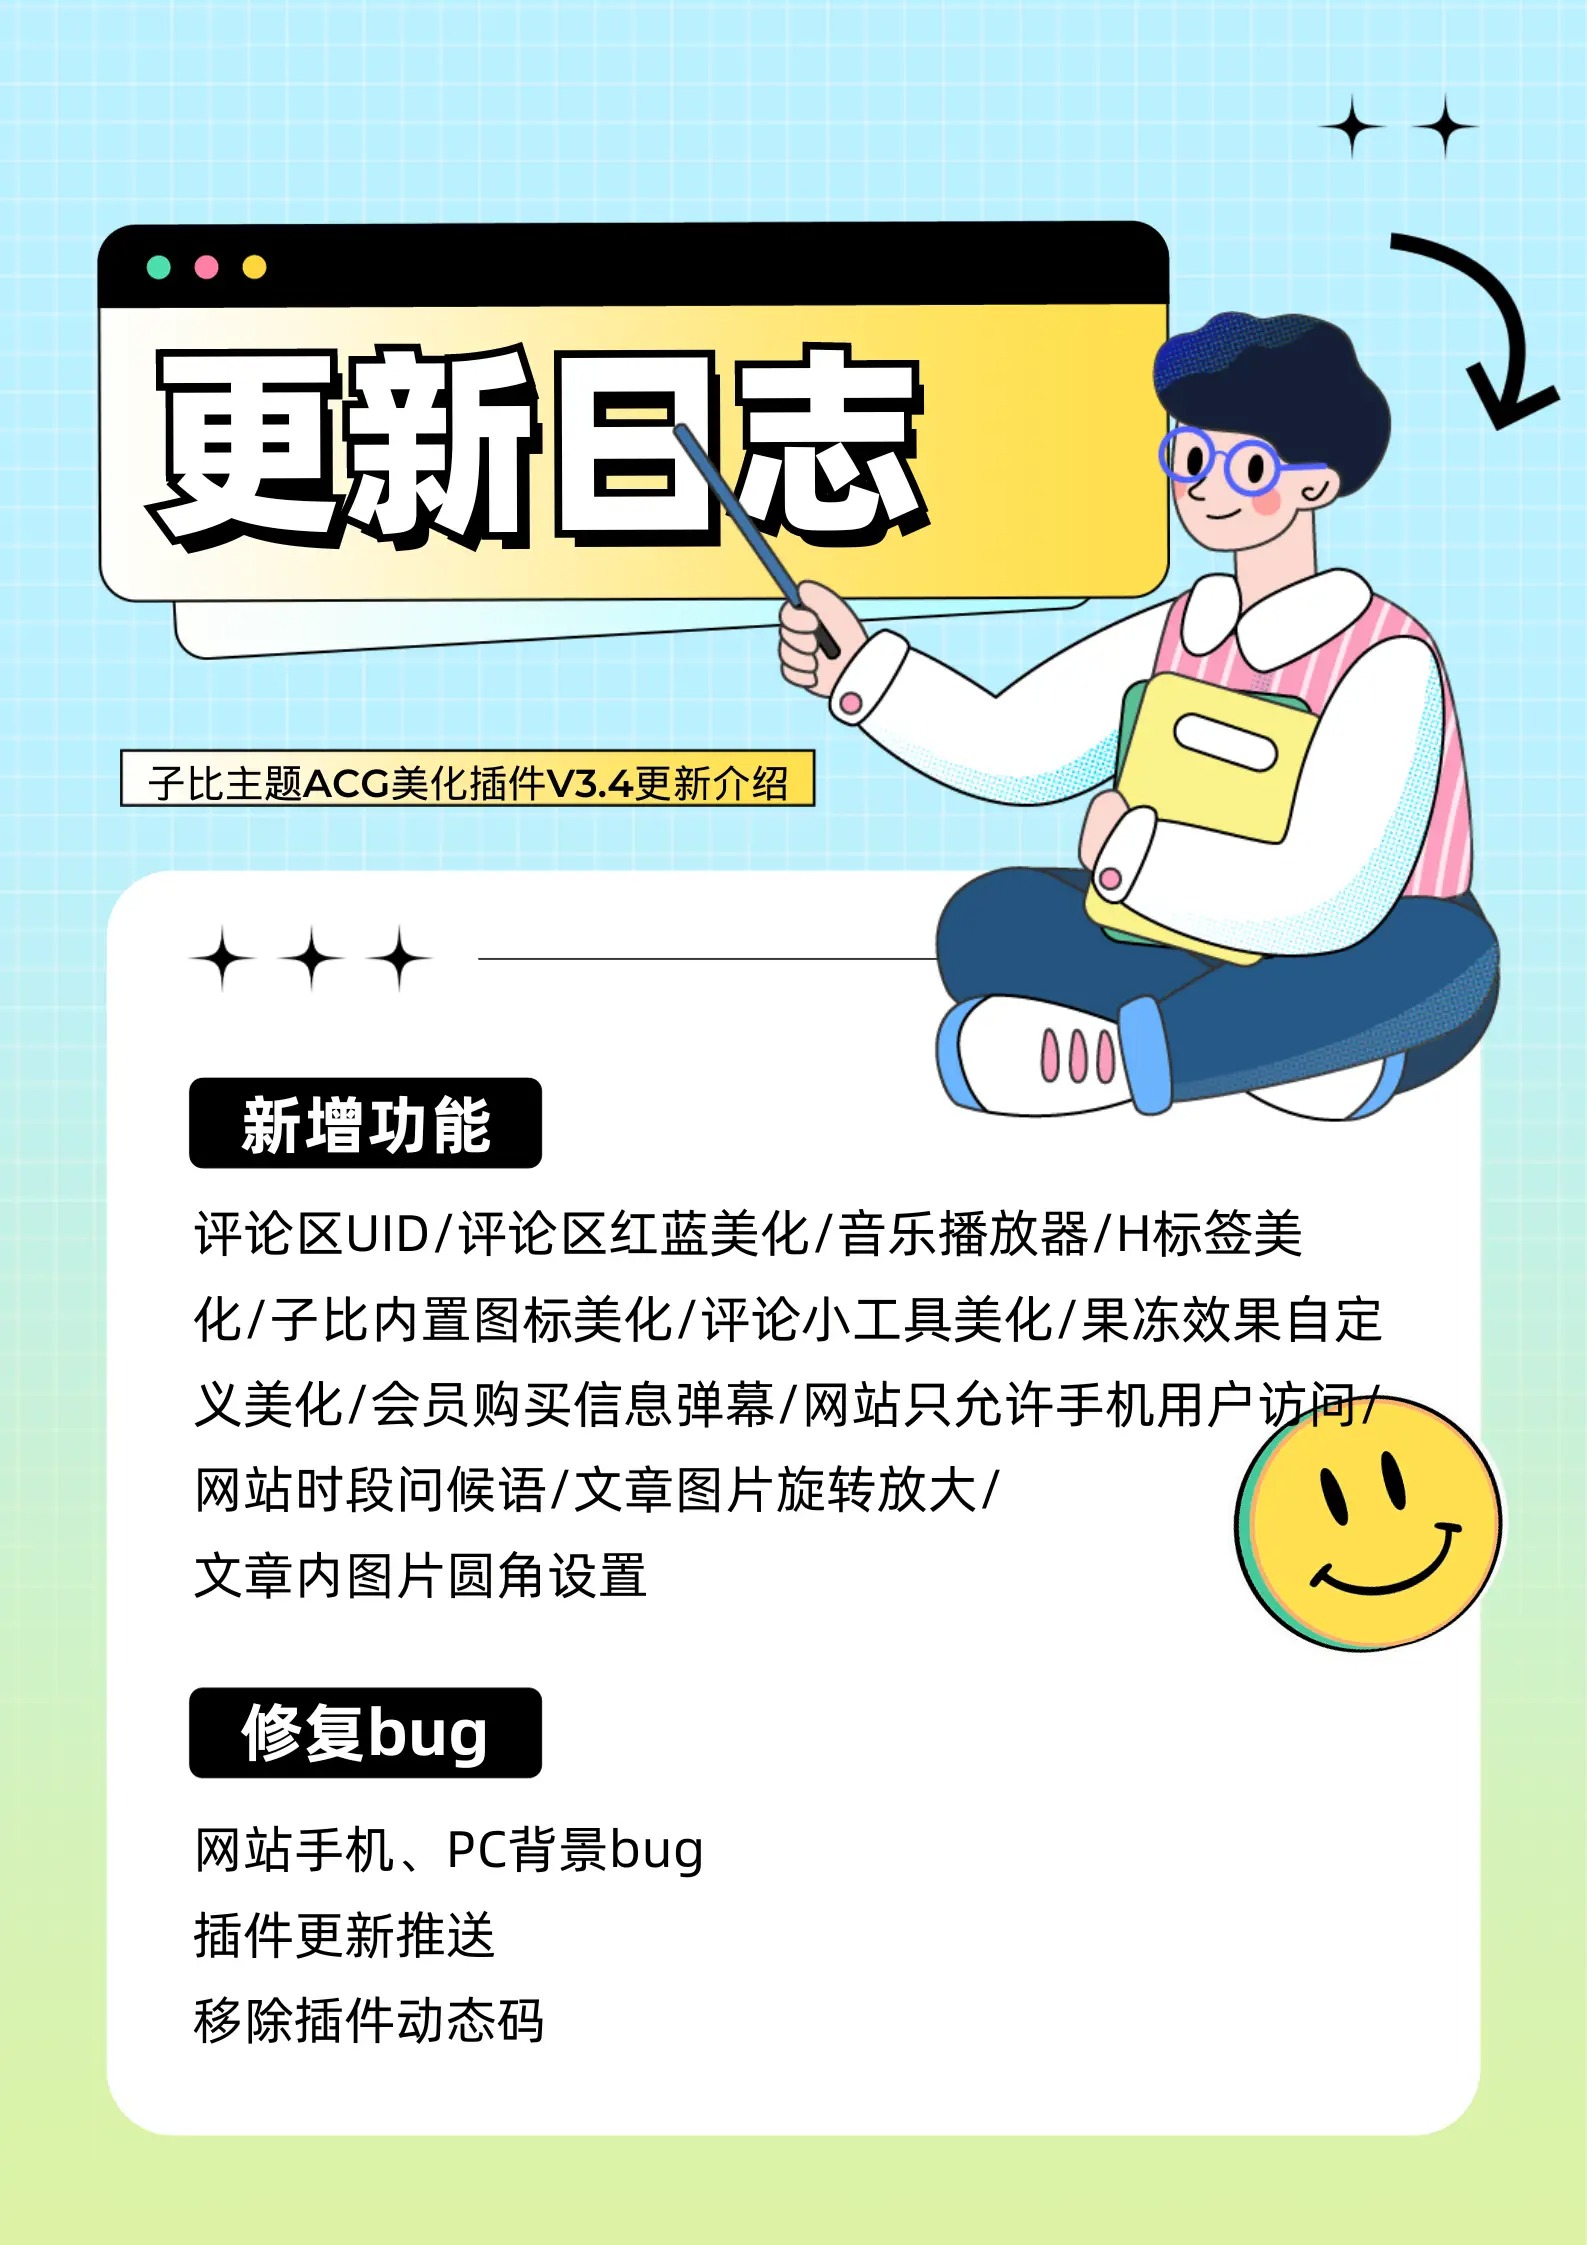 更新日志
子比主题ACG美化插件V3.4更新介绍
新增功能
评论区UID/评论区红蓝美化/音乐播放器/H标签美
化/子比内置图标美化/评论小工具美化/果冻效果自定
义美化/会员购买信息弹幕/网站只允许手机用户访问/
网站时段问候语/文章图片旋转放大/
文章内图片圆角设置
修复bug
网站手机、PC背景bug
插件更新推送
移除插件动态码